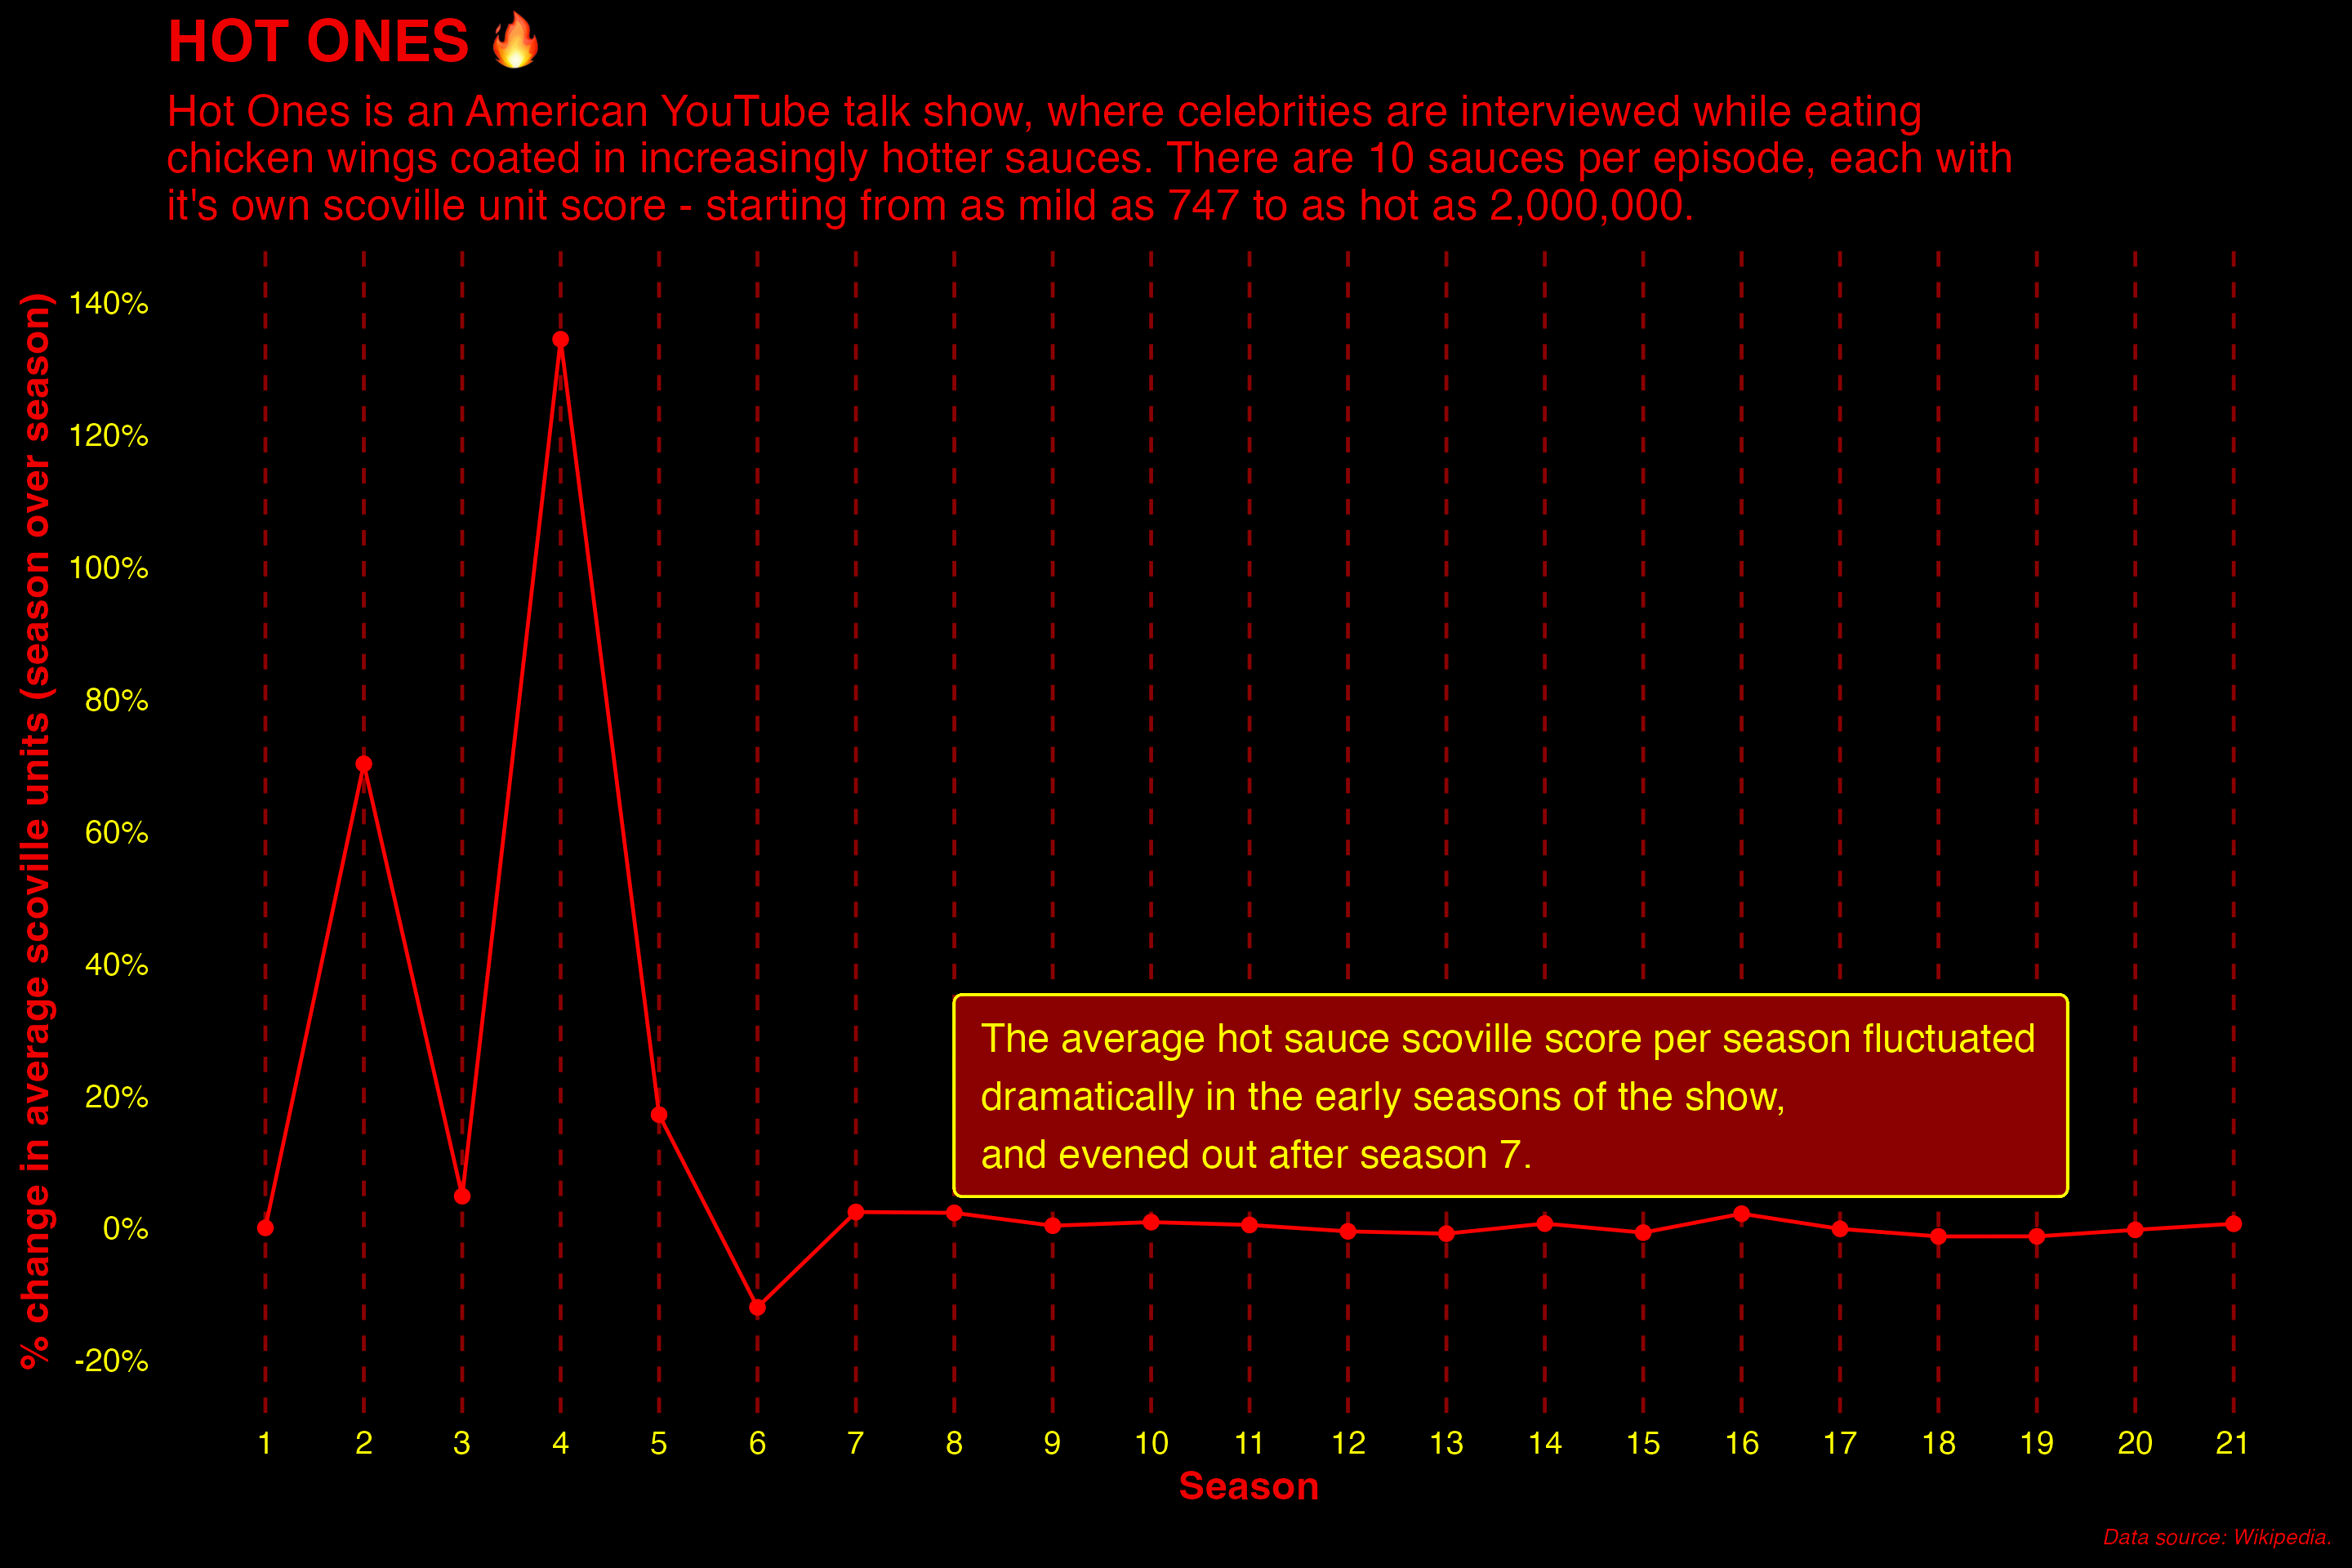 HOT ONES 🔥
Hot Ones is an American YouTube talk show, where celebrities are interviewed while eating
chicken wings coated in increasingly hotter sauces. There are 10 sauces per episode, each with
it's own scoville unit score - starting from as mild as 747 to as hot as 2,000,000.
% change in average scoville units (season over season)
140%
120%
100%
80%
60%
40%
20%
0%
-20%
The average hot sauce scoville score per season fluctuated
dramatically in the early seasons of the show,
and evened out after season 7.
1 2 3 4 5 6 7 8 9 10 11 12 13 14 15 16 17 18 19 20 21
Season
Data source: Wikipedia.